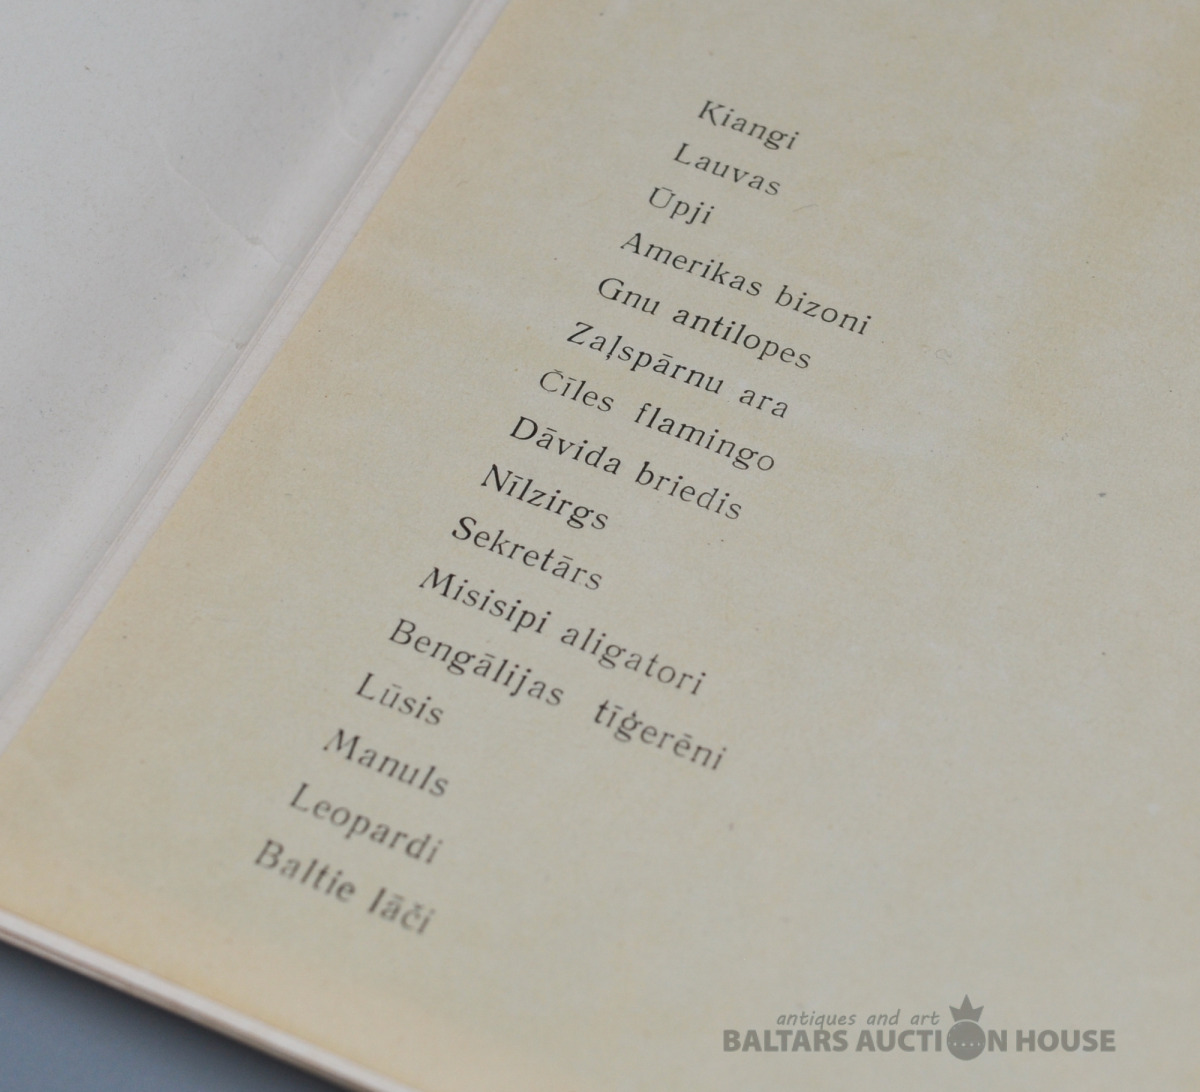 Kiangi
Lauvas
Ūpji
Amerikas bizoni
Gnu antilopes
Zaļspārnu ara
Čīles flamingo
Dāvida briedis
Nīlzirgs
Sekretārs
Misisipi aligatori
Bengālijas tīģerēni
Lūsis
Manuls
Leopardi
Baltie lāči
antiques and art
BALTARS AUCTION HOUSE